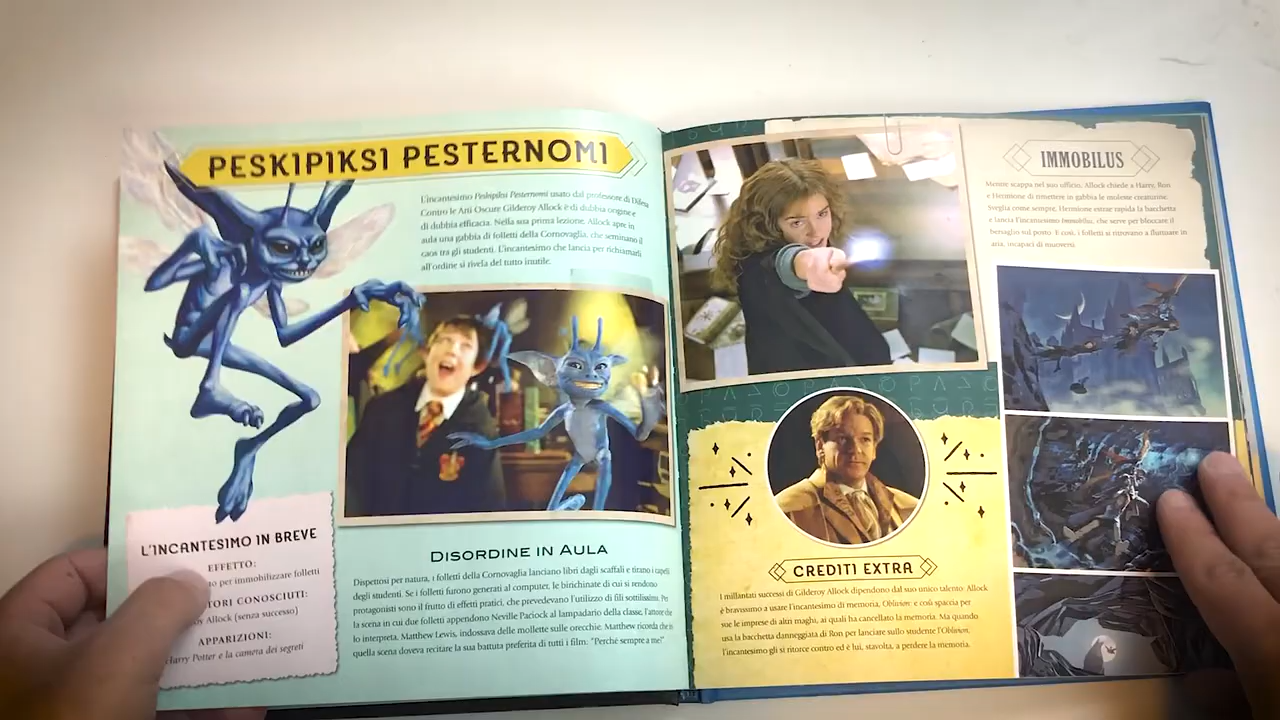 PESKIPIKSI PESTERNOMI
L'incantesimo Peskipiksi Pesternomi usato dal professore di Difesa
Contro le Arti Oscure Gilderoy Allock è di dubbia origine e
di dubbia efficacia. Nella sua prima lezione, Allock apre in
aula una gabbia di folletti della Cornovaglia, che seminano il
caos tra gli studenti. L'incantesimo che lancia per richiamarli
all'ordine si rivela del tutto inutile.
L'INCANTESIMO IN BREVE
EFFETTO:
to per immobilizzare folletti
TORI CONOSCIUTI:
oy Allock (senza successo)
APPARIZIONI:
Harry Potter e la camera dei segreti
DISORDINE IN AULA
Dispettosi per natura, i folletti della Cornovaglia lanciano libri dagli scaffali e tirano i capelli
degli studenti. Se i folletti furono generati al computer, le birichinate di cui si rendono
protagonisti sono il frutto di effetti pratici, che prevedevano l'utilizzo di fili sottilissimi. Per
la scena in cui due folletti appendono Neville Paciock al lampadario della classe, l'attore che
lo interpreta, Matthew Lewis, indossava delle mollette sulle orecchie. Matthew ricorda che in
quella scena doveva recitare la sua battuta preferita di tutti i film: "Perché sempre a me?"
IMMOBILUS
Mentre scappa nel suo ufficio, Allock chiede a Harry, Ron
e Hermione di rimettere in gabbia le moleste creaturine.
Sveglia come sempre, Hermione estrae rapida la bacchetta
e lancia l'incantesimo Immobilus, che serve per bloccare il
bersaglio sul posto. E così, i folletti si ritrovano a fluttuare in
aria, incapaci di muoversi.
CREDITI EXTRA
I millantati successi di Gilderoy Allock dipendono dal suo unico talento: Allock
è bravissimo a usare l'incantesimo di memoria, Oblivion, e così spaccia per
sue le imprese di altri maghi, ai quali ha cancellato la memoria. Ma quando
usa la bacchetta danneggiata di Ron per lanciare sullo studente l'Oblivion,
l'incantesimo gli si ritorce contro ed è lui, stavolta, a perdere la memoria.